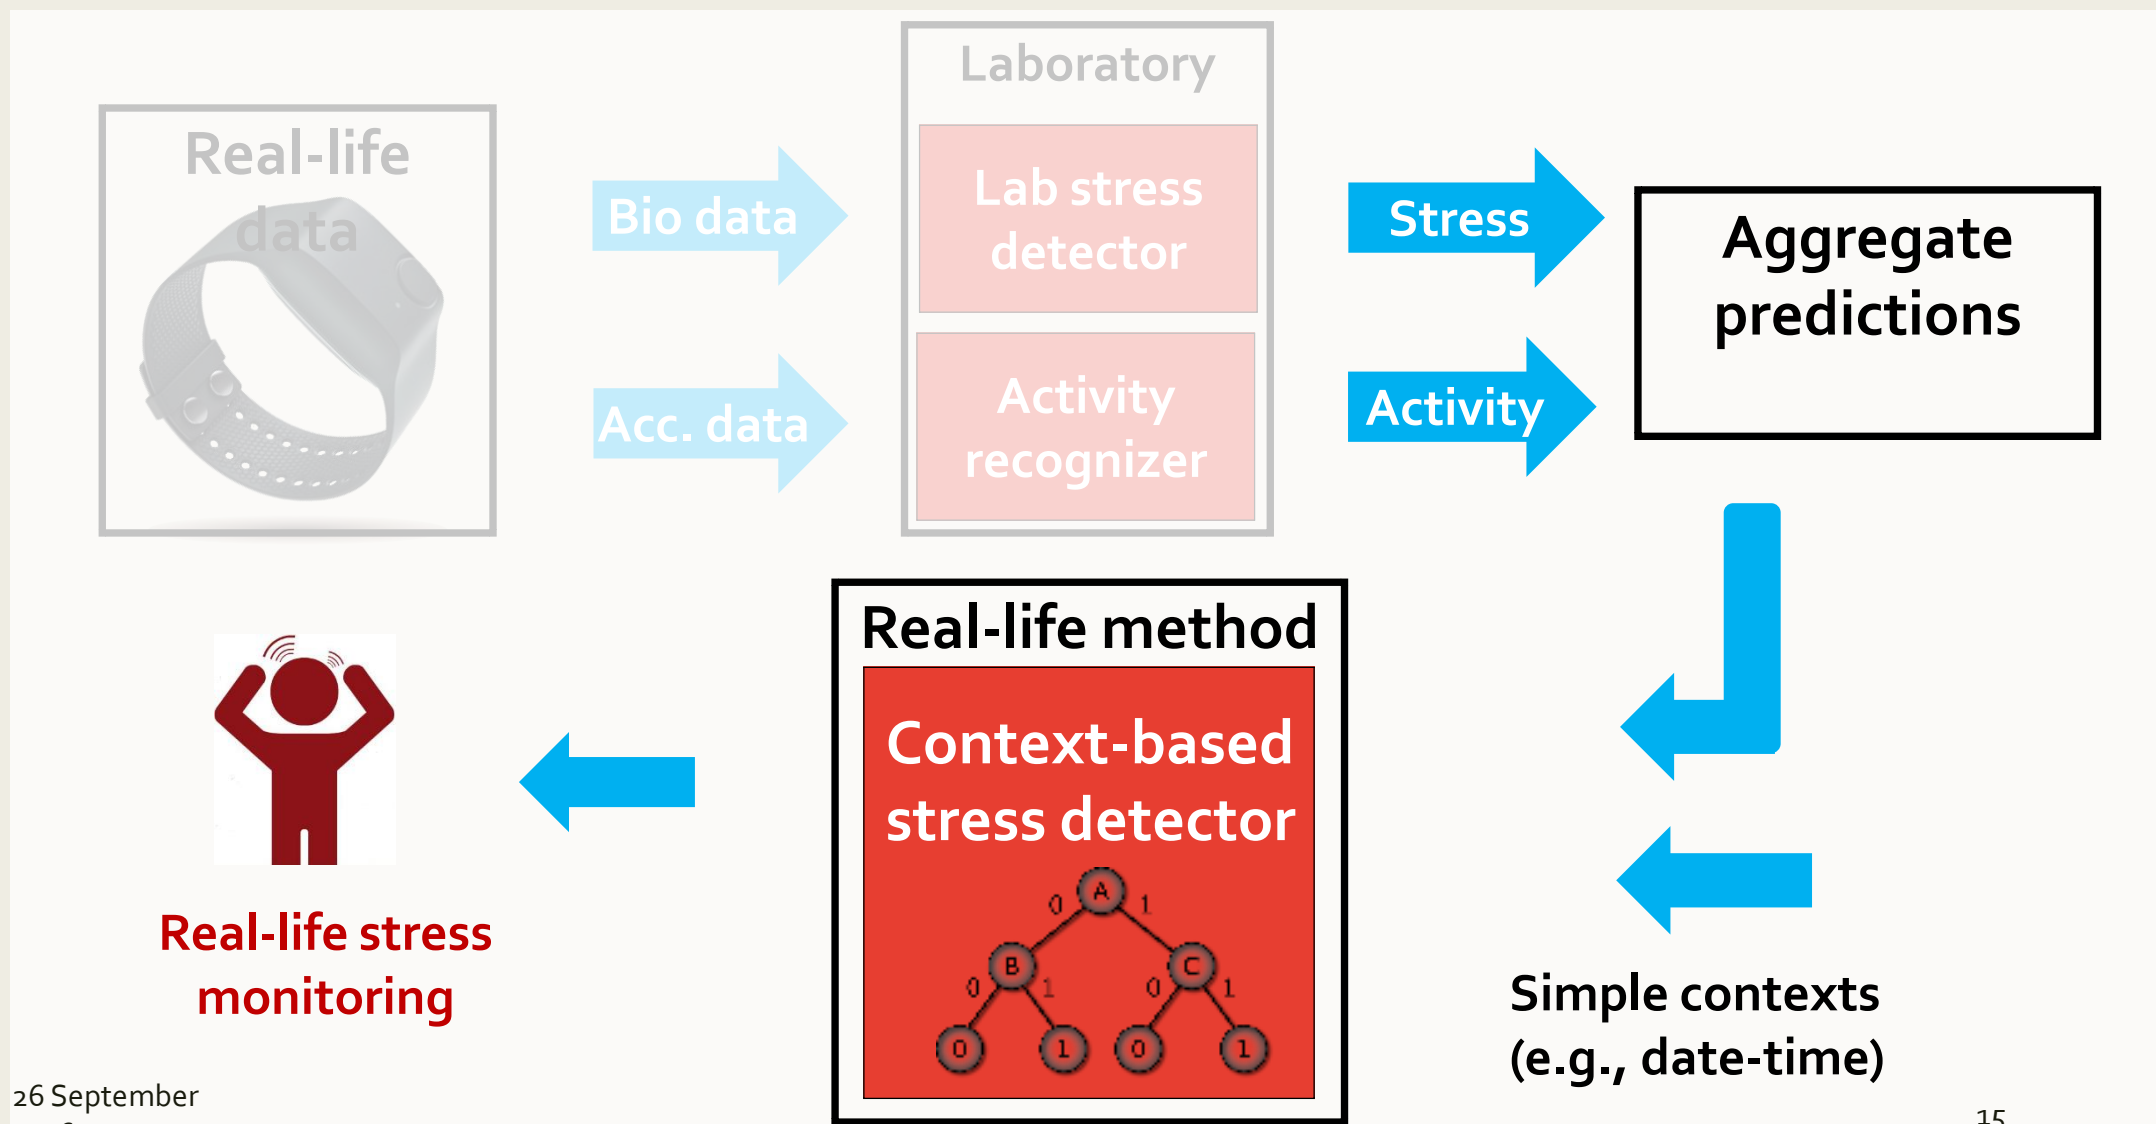 Laboratory
Real-life
data
Bio data
Lab stress
detector
Stress
Aggregate
predictions
Acc. data
Activity
recognizer
Activity
Real-life method
Context-based
stress detector
A
0
1
B
C
0
1
0
1
0
1
0
1
Real-life stress
monitoring
Simple contexts
(e.g., date-time)
26 September
15